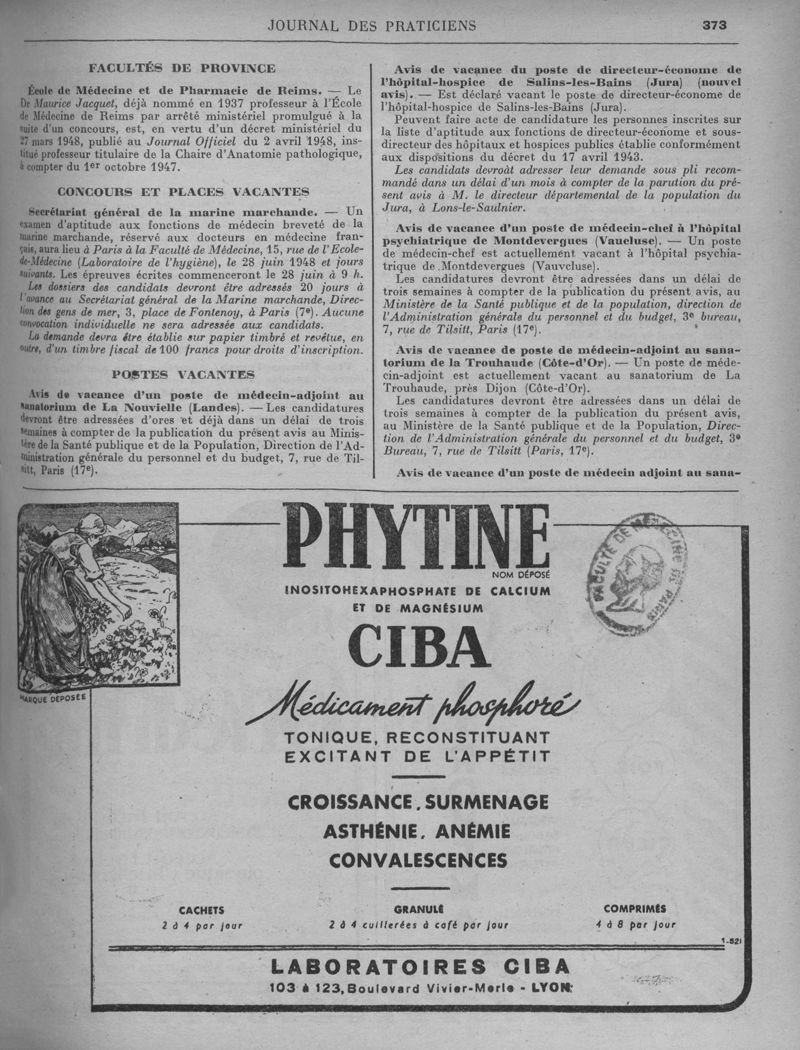 JOURNAL DES PRATICIENS
373
FACULTÉS DE PROVINCE
École de Médecine et de Pharmacie de Reims. — Le
Dr Maurice Jacquet, déjà nommé en 1937 professeur à l'École
de Médecine de Reims par arrêté ministériel promulgué à la
suite d'un concours, est, en vertu d'un décret ministériel du
27 mars 1948, publié au Journal Officiel du 2 avril 1948, ins-
titué professeur titulaire de la Chaire d'Anatomie pathologique,
à compter du 1er octobre 1947.
CONCOURS ET PLACES VACANTES
Secrétariat général de la marine marchande. — Un
examen d'aptitude aux fonctions de médecin breveté de la
marine marchande, réservé aux docteurs en médecine fran-
çais, aura lieu à Paris à la Faculté de Médecine, 15, rue de l'Ecole-
de-Médecine (Laboratoire de l'hygiène), le 28 juin 1948 et jours
suivants. Les épreuves écrites commenceront le 28 juin à 9 h.
Les dossiers des candidats devront être adressés 20 jours à
l'avance au Secrétariat général de la Marine marchande, Direc-
tion des gens de mer, 3, place de Fontenoy, à Paris (7e). Aucune
convocation individuelle ne sera adressée aux candidats.
La demande devra être établie sur papier timbré et revêtue, en
outre, d'un timbre fiscal de 100 francs pour droits d'inscription.
POSTES VACANTES
Avis de vacance d'un poste de médecin-adjoint au
sanatorium de La Nouvielle (Landes). — Les candidatures
devront être adressées d'ores et déjà dans un délai de trois
semaines à compter de la publication du présent avis au Minis-
tère de la Santé publique et de la Population, Direction de l'Ad-
ministration générale du personnel et du budget, 7, rue de Til-
sitt, Paris (17e).
Avis de vacance du poste de directeur-économe de
l'hôpital-hospice de Salins-les-Bains (Jura) (nouvel
avis). — Est déclaré vacant le poste de directeur-économe de
l'hôpital-hospice de Salins-les-Bains (Jura).
Peuvent faire acte de candidature les personnes inscrites sur
la liste d'aptitude aux fonctions de directeur-économe et sous-
directeur des hôpitaux et hospices publics établie conformément
aux dispositions du décret du 17 avril 1943.
Les candidats devront adresser leur demande sous pli recom-
mandé dans un délai d'un mois à compter de la parution du pré-
sent avis à M. le directeur départemental de la population du
Jura, à Lons-le-Saulnier.
Avis de vacance d'un poste de médecin-chef à l'hôpital
psychiatrique de Montdevergues (Vaucluse). — Un poste
de médecin-chef est actuellement vacant à l'hôpital psychia-
trique de Montdevergues (Vauvcluse).
Les candidatures devront être adressées dans un délai de
trois semaines à compter de la publication du présent avis, au
Ministère de la Santé publique et de la population, direction de
l'Administration générale du personnel et du budget, 3e bureau,
7, rue de Tilsitt, Paris (17e).
Avis de vacance de poste de médecin-adjoint au sana-
torium de la Trouhaude (Côte-d'Or). — Un poste de méde-
cin-adjoint est actuellement vacant au sanatorium de La
Trouhaude, près Dijon (Côte-d'Or).
Les candidatures devront être adressées dans un délai de
trois semaines à compter de la publication du présent avis,
au Ministère de la Santé publique et de la Population, Direc-
tion de l'Administration générale du personnel et du budget, 3e
Bureau, 7, rue de Tilsitt (Paris, 17e).
Avis de vacance d'un poste de médecin adjoint au sana-
PHYTINE
NOM DÉPOSÉ
INOSITOHEXAPHOSPHATE DE CALCIUM
ET DE MAGNÉSIUM
CIBA
FACULTÉ DE MÉDECINE DE PARIS
MARQUE DÉPOSÉE
Médicament phosphoré
TONIQUE, RECONSTITUANT
EXCITANT DE L'APPÉTIT
CROISSANCE, SURMENAGE
ASTHÉNIE, ANÉMIE
CONVALESCENCES
CACHETS
2 à 4 par jour
GRANULÉ
2 à 4 cuillerées à café par jour
COMPRIMÉS
4 à 8 par jour
1-821
LABORATOIRES CIBA
103 à 123, Boulevard Vivier-Merle - LYON